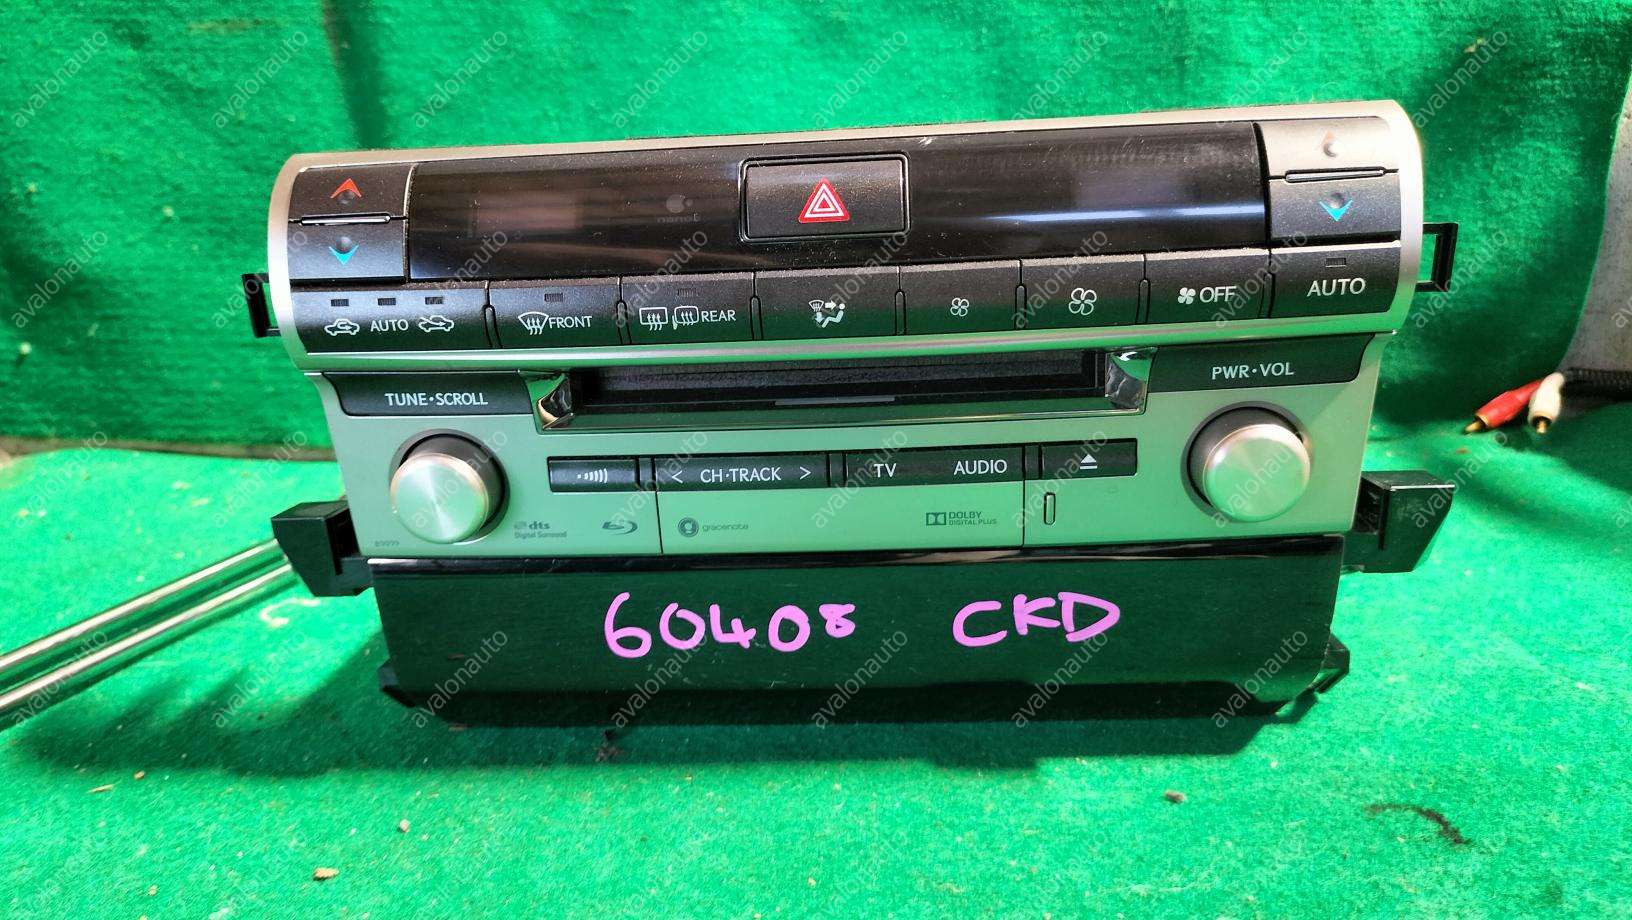 AUTO
FRONT
REAR
OFF
AUTO
TUNE•SCROLL
PWR•VOL
< CH•TRACK >
TV AUDIO
dts
Digital Surround
gracenote
DOLBY
DIGITAL PLUS
60408 CKD
avalonauto